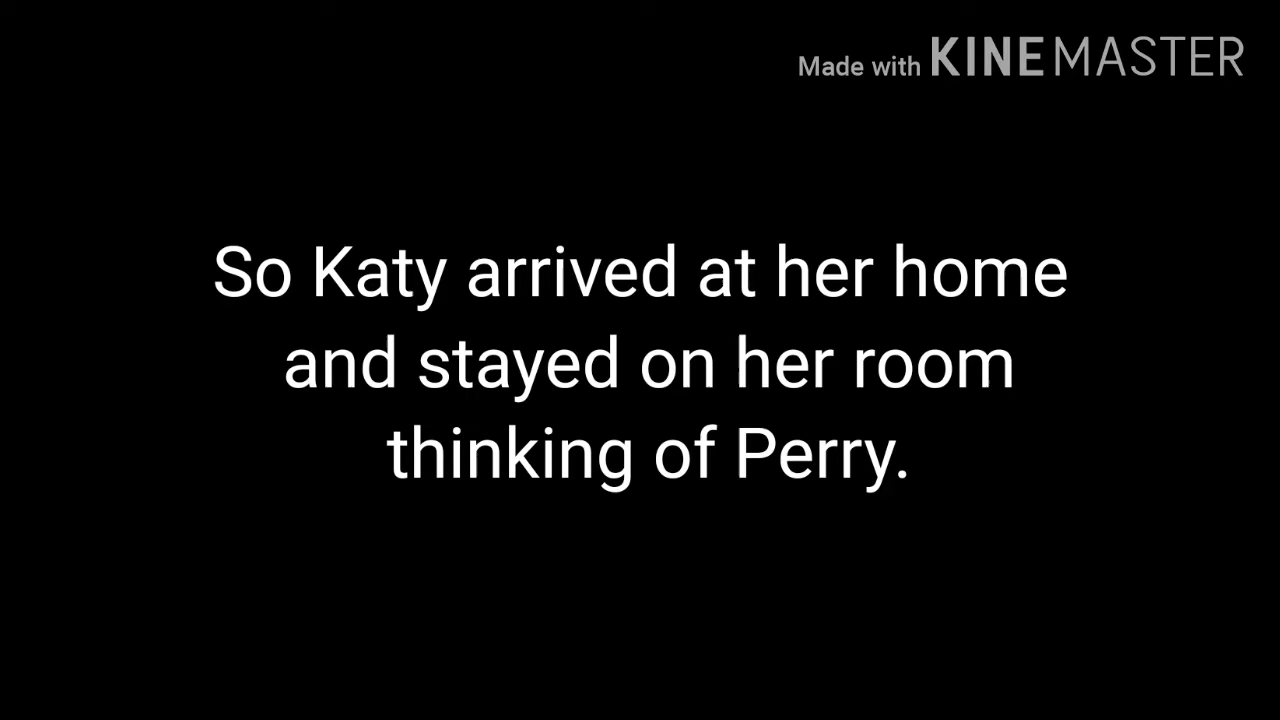 Made with KINEMASTER
So Katy arrived at her home
and stayed on her room
thinking of Perry.